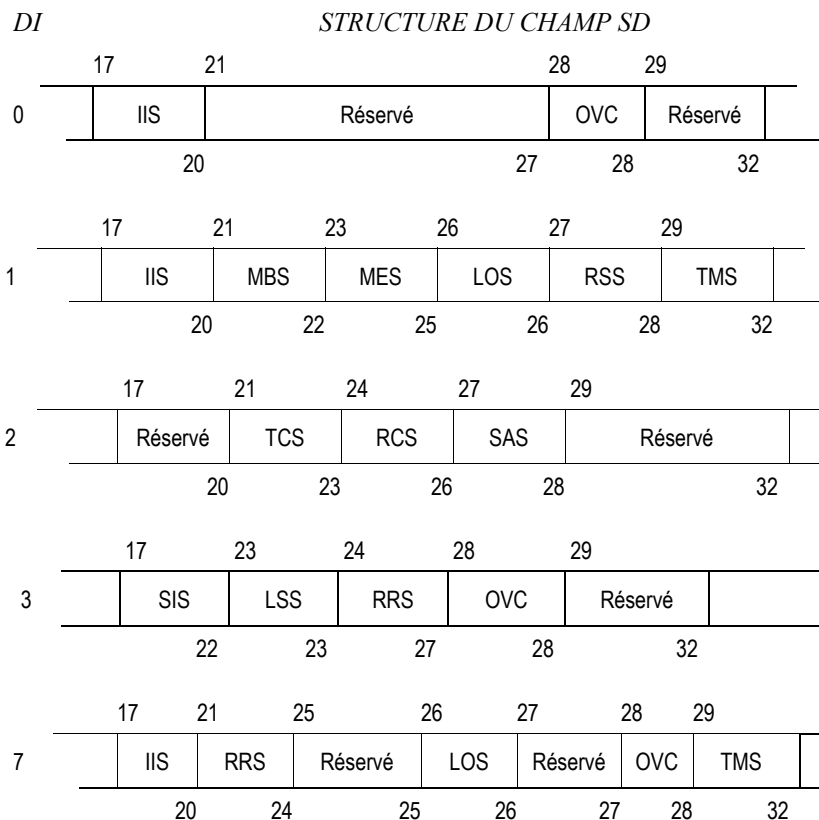 DI STRUCTURE DU CHAMP SD
17 21 28 29
0 IIS Réservé OVC Réservé
20 27 28 32
17 21 23 26 27 29
1 IIS MBS MES LOS RSS TMS
20 22 25 26 28 32
17 21 24 27 29
2 Réservé TCS RCS SAS Réservé
20 23 26 28 32
17 23 24 28 29
3 SIS LSS RRS OVC Réservé
22 23 27 28 32
17 21 25 26 27 28 29
7 IIS RRS Réservé LOS Réservé OVC TMS
20 24 25 26 27 28 32